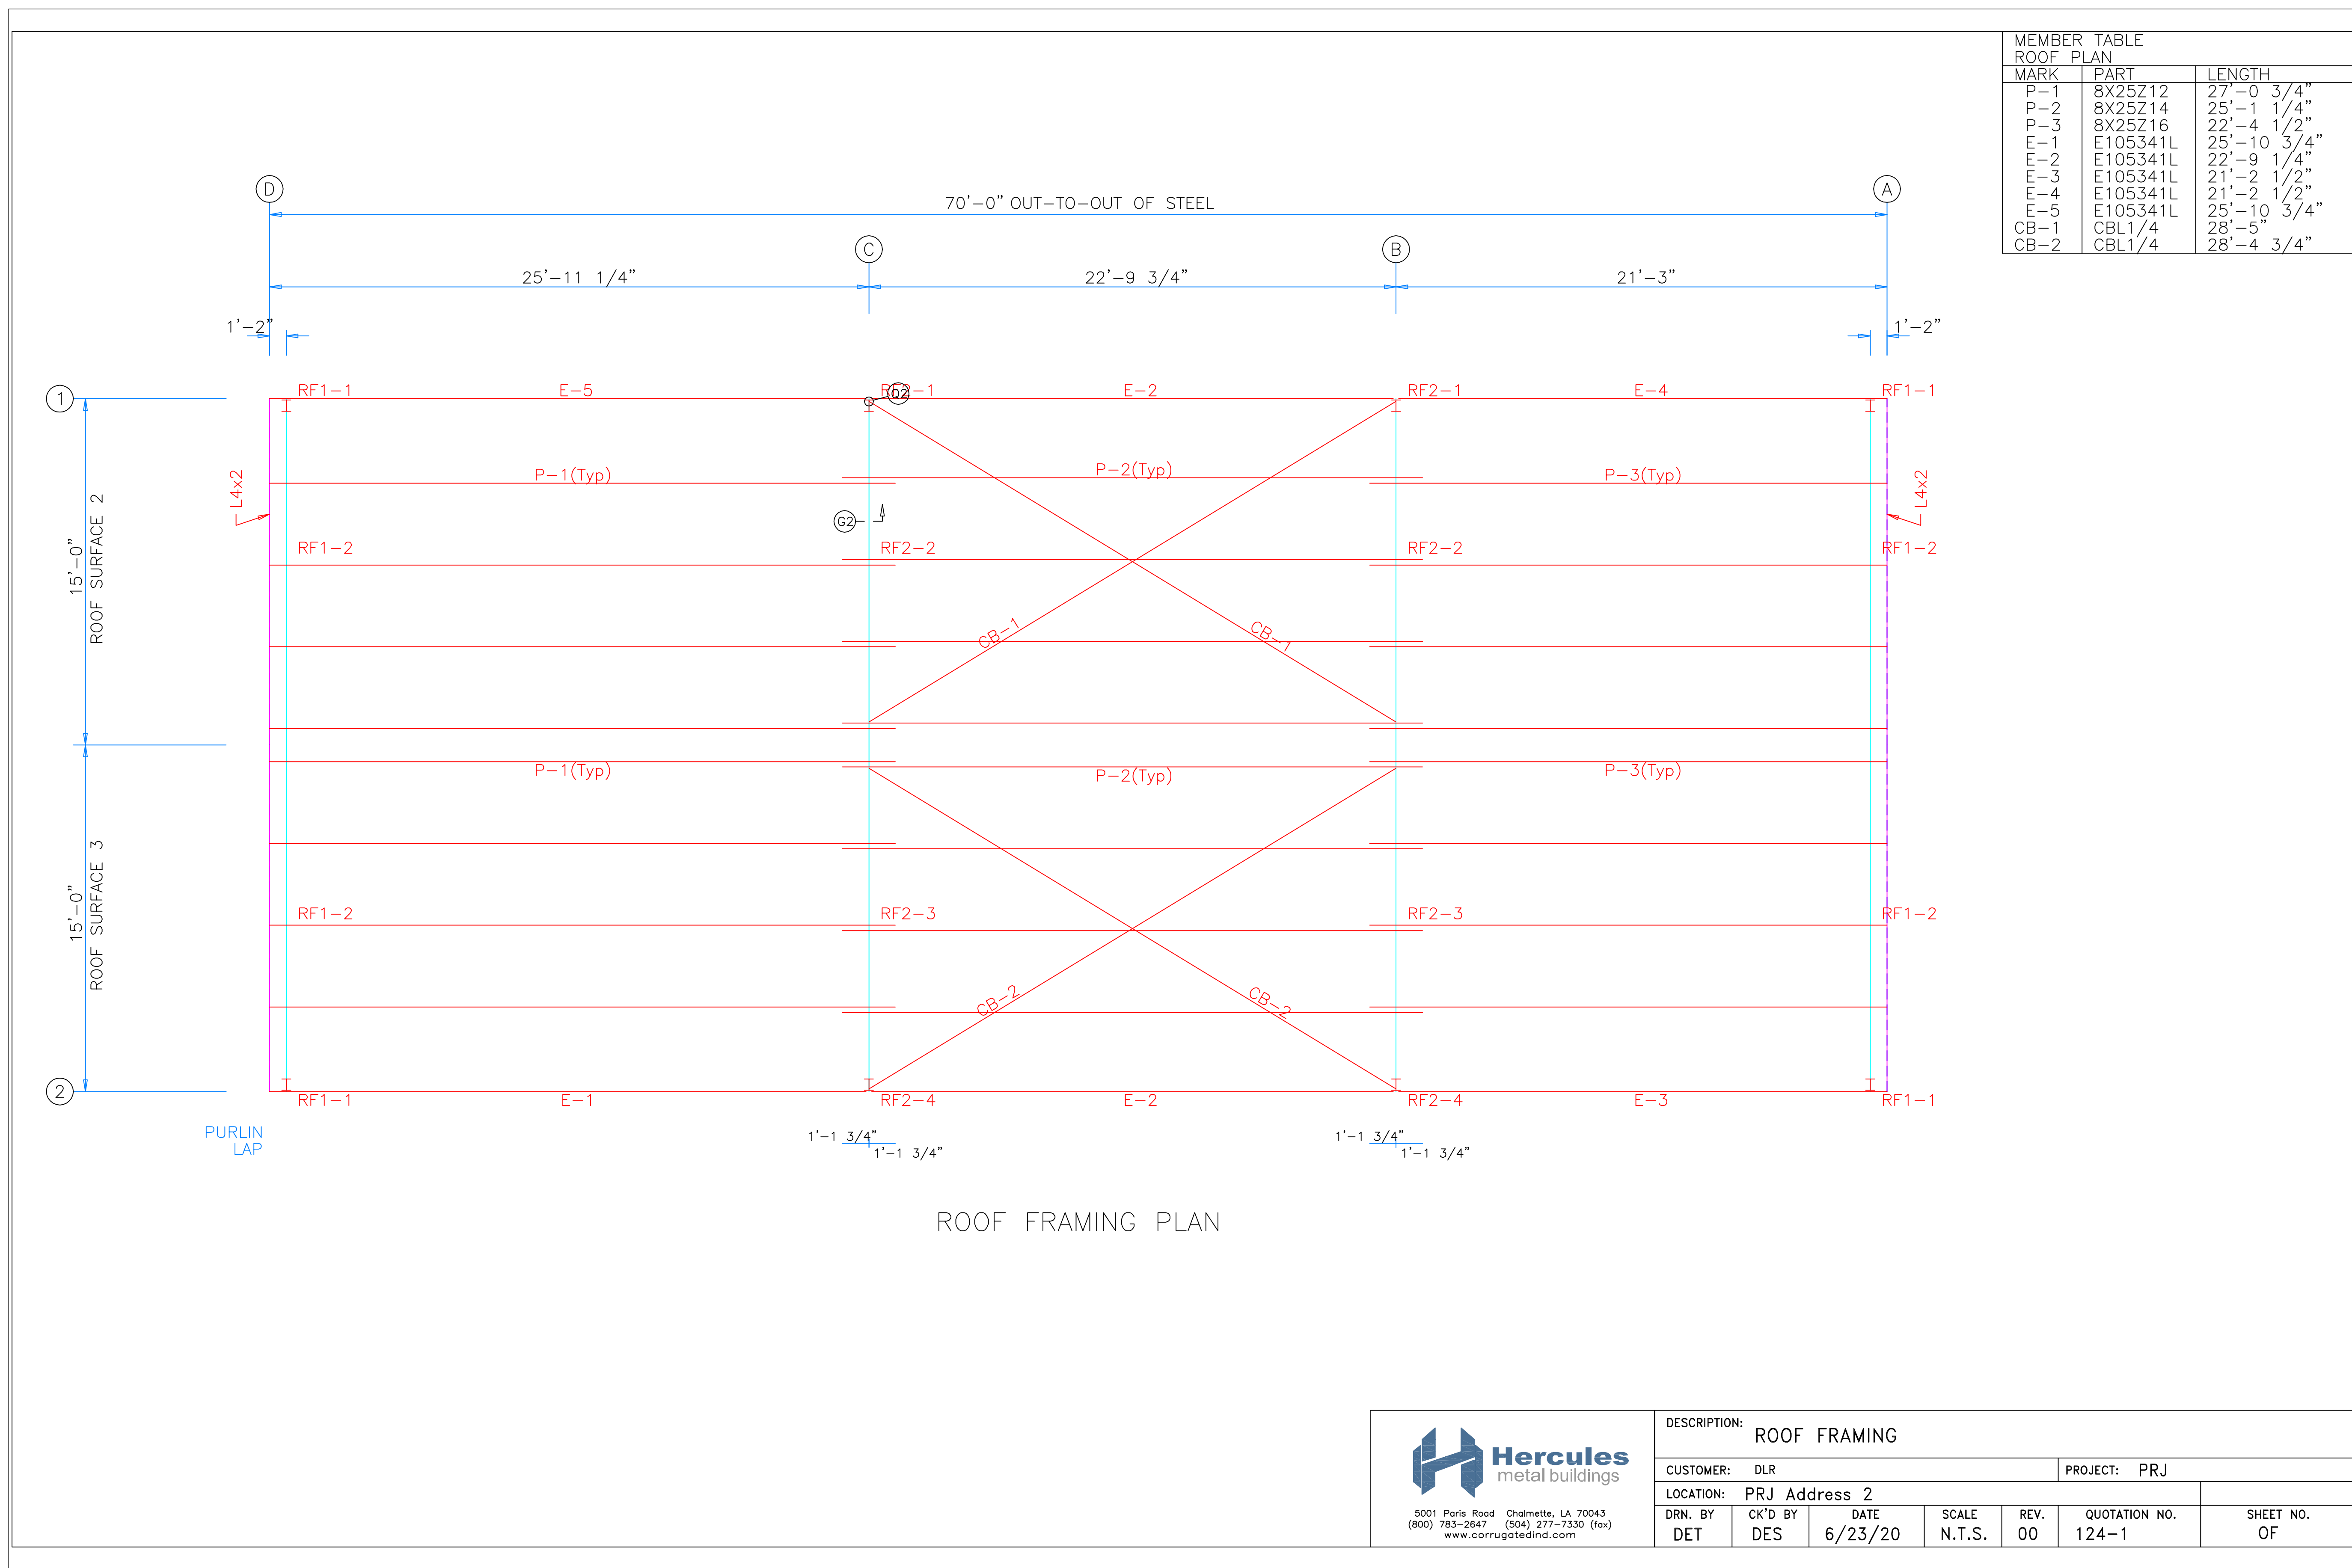 MEMBER TABLE
ROOF PLAN
MARK PART LENGTH
P-1 8X25Z12 27'-0 3/4"
P-2 8X25Z14 25'-1 1/4"
P-3 8X25Z16 22'-4 1/2"
E-1 E105341L 25'-10 3/4"
E-2 E105341L 22'-9 1/4"
E-3 E105341L 21'-2 1/2"
E-4 E105341L 21'-2 1/2"
E-5 E105341L 25'-10 3/4"
CB-1 CBL1/4 28'-5"
CB-2 CBL1/4 28'-4 3/4"
D A
70'-0" OUT-TO-OUT OF STEEL
C B
25'-11 1/4" 22'-9 3/4" 21'-3"
1'-2" 1'-2"
1 RF1-1 E-5 RF2-1 Q2 E-2 RF2-1 E-4 RF1-1
P-1(Typ) P-2(Typ) P-3(Typ)
L4x2 L4x2
G2
15'-0"
ROOF SURFACE 2
RF1-2 RF2-2 RF2-2 RF1-2
CB-1 CB-1
P-1(Typ) P-2(Typ) P-3(Typ)
15'-0"
ROOF SURFACE 3
RF1-2 RF2-3 RF2-3 RF1-2
CB-2 CB-2
2 RF1-1 E-1 RF2-4 E-2 RF2-4 E-3 RF1-1
PURLIN
LAP
1'-1 3/4" 1'-1 3/4"
1'-1 3/4" 1'-1 3/4"
ROOF FRAMING PLAN
Hercules
metal buildings
5001 Paris Road Chalmette, LA 70043
(800) 783-2647 (504) 277-7330 (fax)
www.corrugatedind.com
DESCRIPTION: ROOF FRAMING
CUSTOMER: DLR PROJECT: PRJ
LOCATION: PRJ Address 2
DRN. BY CK'D BY DATE SCALE REV. QUOTATION NO. SHEET NO.
DET DES 6/23/20 N.T.S. 00 124-1 OF